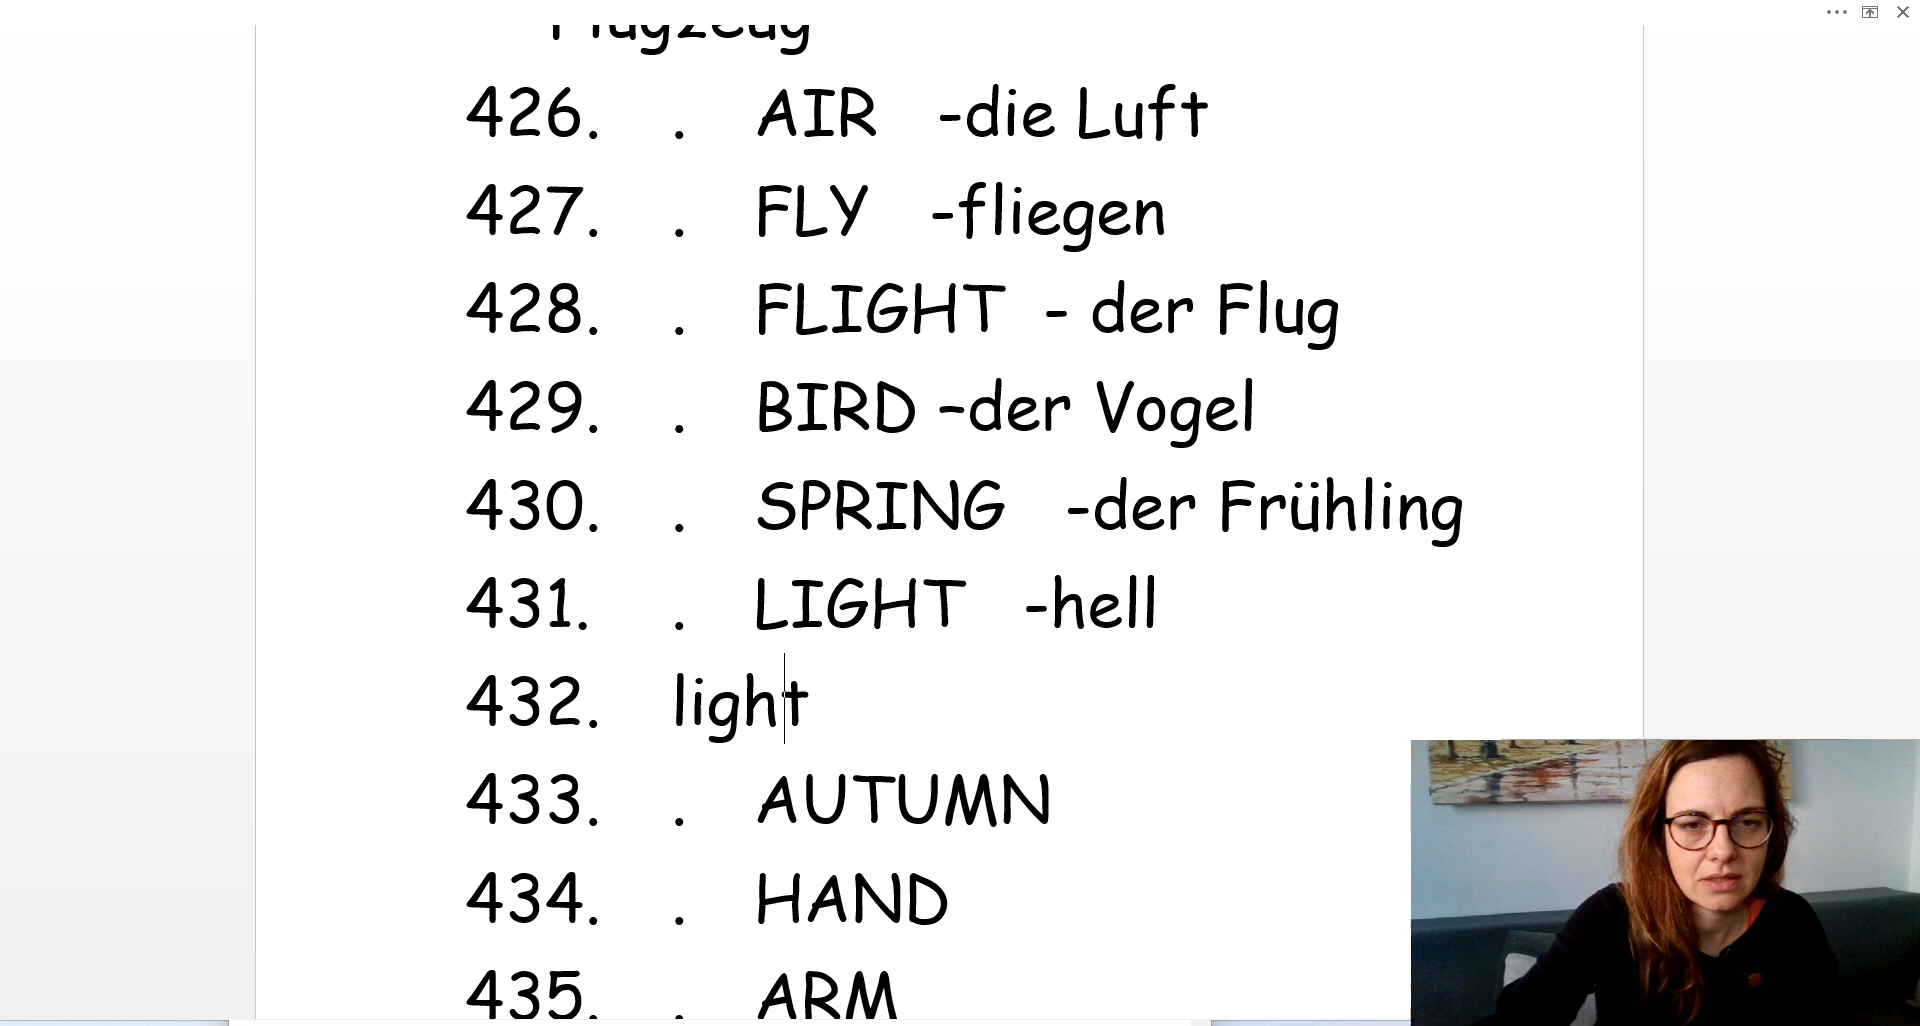 Flugzeug
426. . AIR -die Luft
427. . FLY -fliegen
428. . FLIGHT - der Flug
429. . BIRD –der Vogel
430. . SPRING -der Frühling
431. . LIGHT -hell
432. light
433. . AUTUMN
434. . HAND
435. . ARM